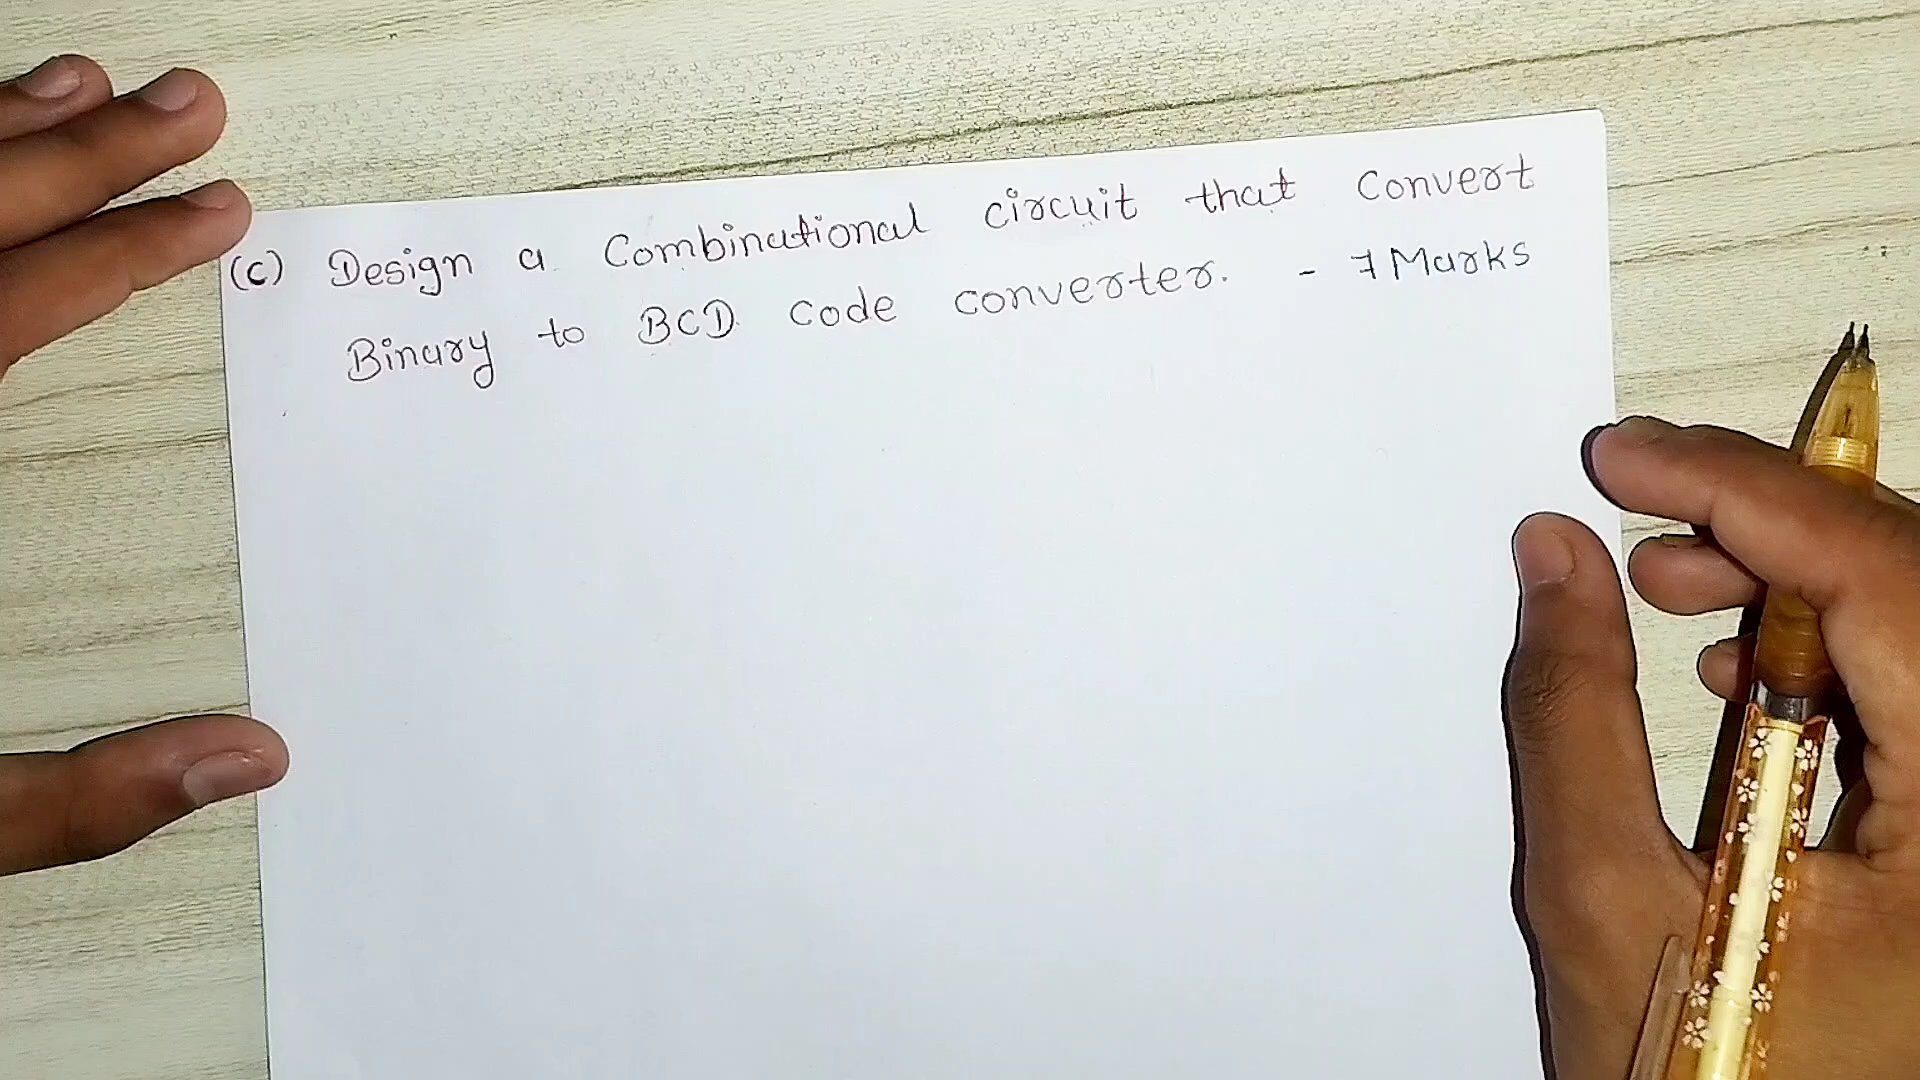 (C) Design a Combinational circuit that Convert
Binary to BCD Code converter. - 7 Marks